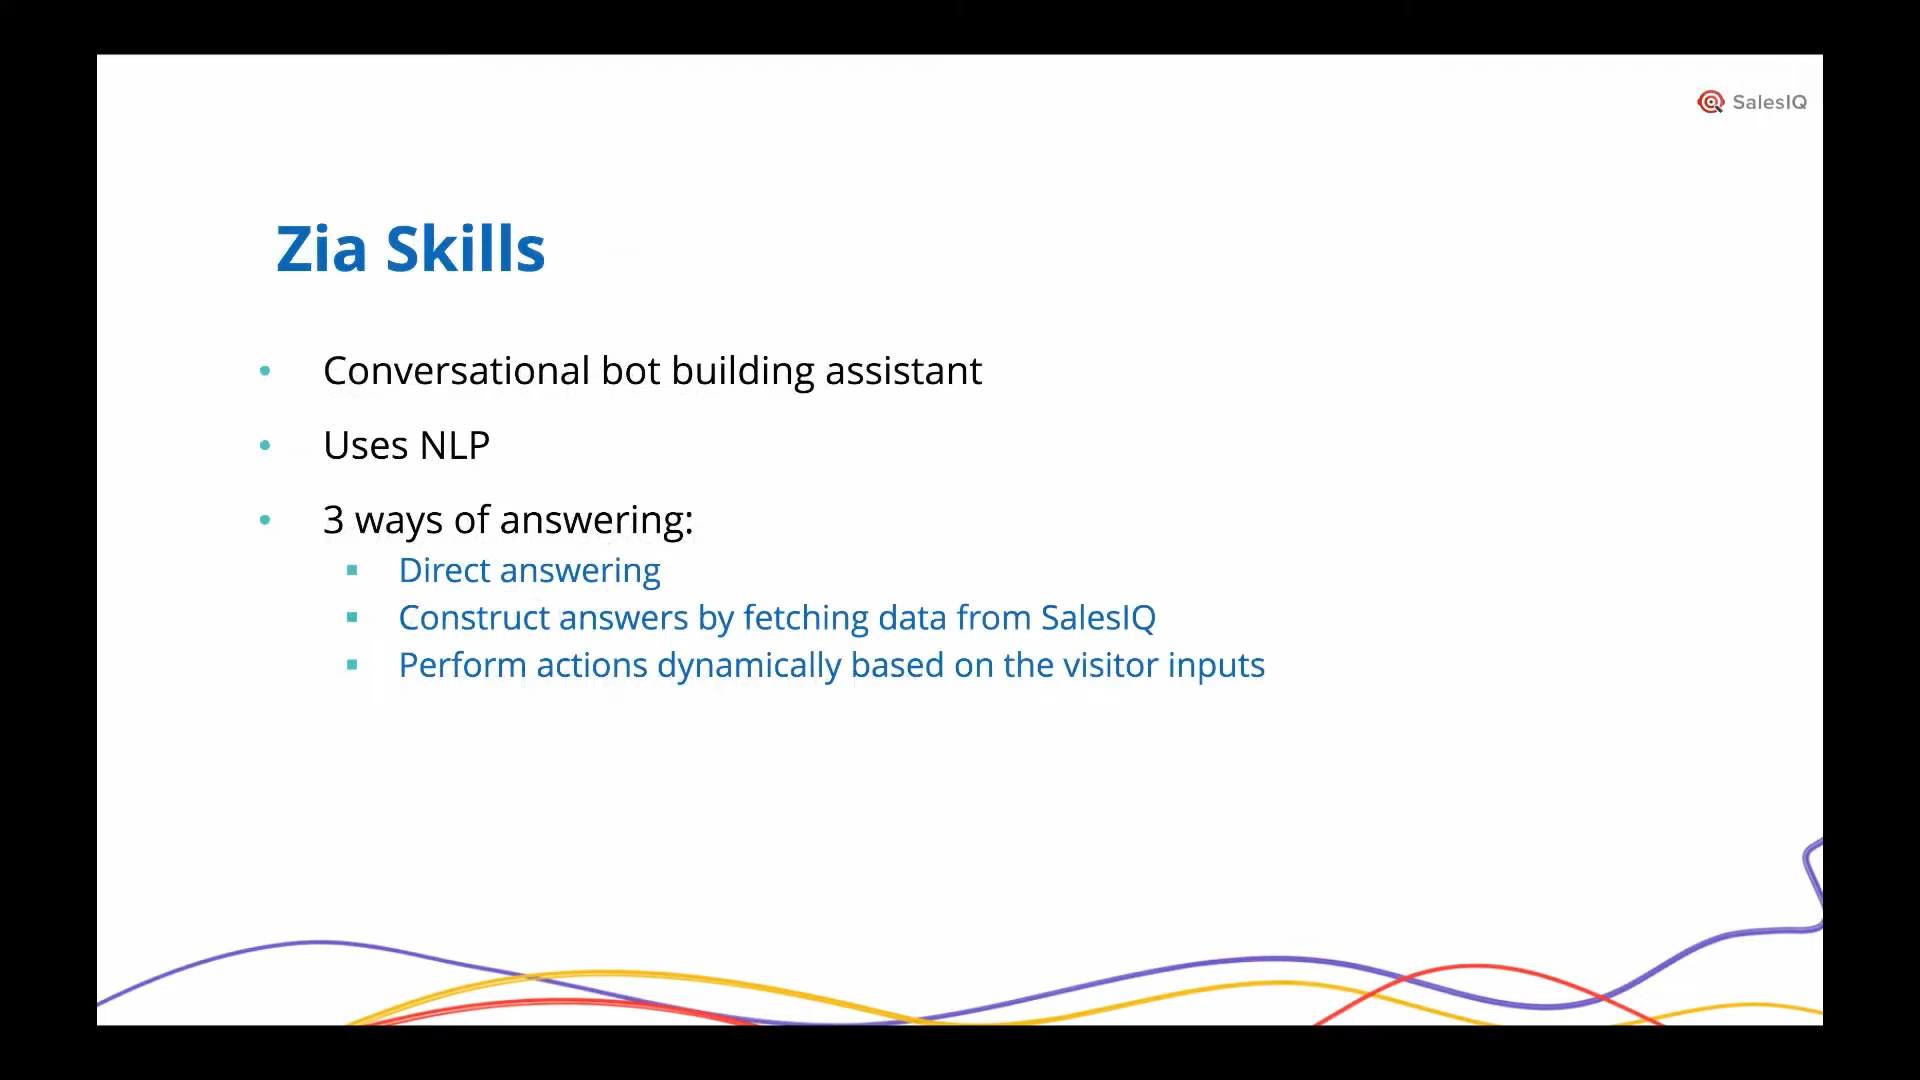 SalesIQ
Zia Skills
• Conversational bot building assistant
• Uses NLP
• 3 ways of answering:
▪ Direct answering
▪ Construct answers by fetching data from SalesIQ
▪ Perform actions dynamically based on the visitor inputs